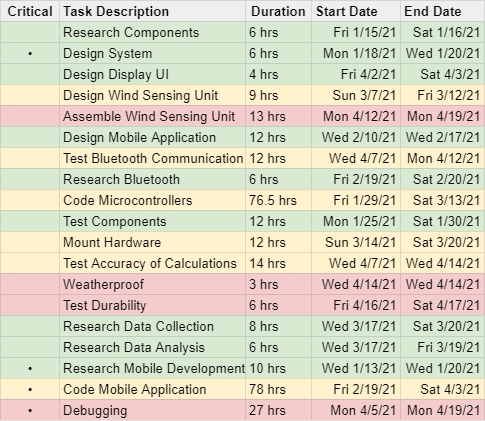 Critical Task Description Duration Start Date End Date
Research Components 6 hrs Fri 1/15/21 Sat 1/16/21
• Design System 6 hrs Mon 1/18/21 Wed 1/20/21
Design Display UI 4 hrs Fri 4/2/21 Sat 4/3/21
Design Wind Sensing Unit 9 hrs Sun 3/7/21 Fri 3/12/21
Assemble Wind Sensing Unit 13 hrs Mon 4/12/21 Mon 4/19/21
Design Mobile Application 12 hrs Wed 2/10/21 Wed 2/17/21
Test Bluetooth Communication 12 hrs Wed 4/7/21 Mon 4/12/21
Research Bluetooth 6 hrs Fri 2/19/21 Sat 2/20/21
Code Microcontrollers 76.5 hrs Fri 1/29/21 Sat 3/13/21
Test Components 12 hrs Mon 1/25/21 Sat 1/30/21
Mount Hardware 12 hrs Sun 3/14/21 Sat 3/20/21
Test Accuracy of Calculations 14 hrs Wed 4/7/21 Wed 4/14/21
Weatherproof 3 hrs Wed 4/14/21 Wed 4/14/21
Test Durability 6 hrs Fri 4/16/21 Sat 4/17/21
Research Data Collection 8 hrs Wed 3/17/21 Sat 3/20/21
Research Data Analysis 6 hrs Wed 3/17/21 Fri 3/19/21
• Research Mobile Development 10 hrs Wed 1/13/21 Wed 1/20/21
• Code Mobile Application 78 hrs Fri 2/19/21 Sat 4/3/21
• Debugging 27 hrs Mon 4/5/21 Mon 4/19/21